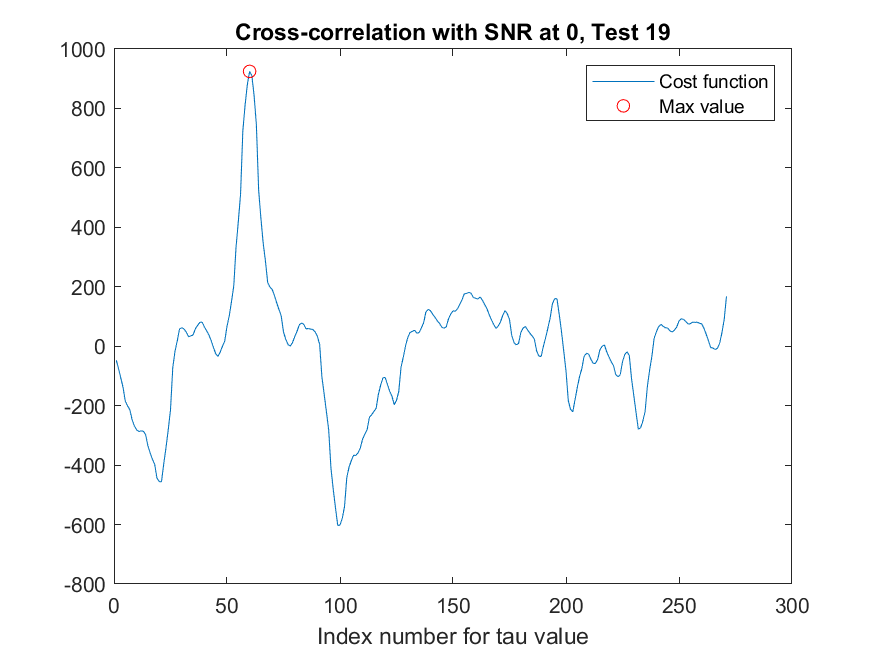 Cross-correlation with SNR at 0, Test 19
1000
800
600
400
200
0
-200
-400
-600
-800
Cost function
Max value
0 50 100 150 200 250 300
Index number for tau value